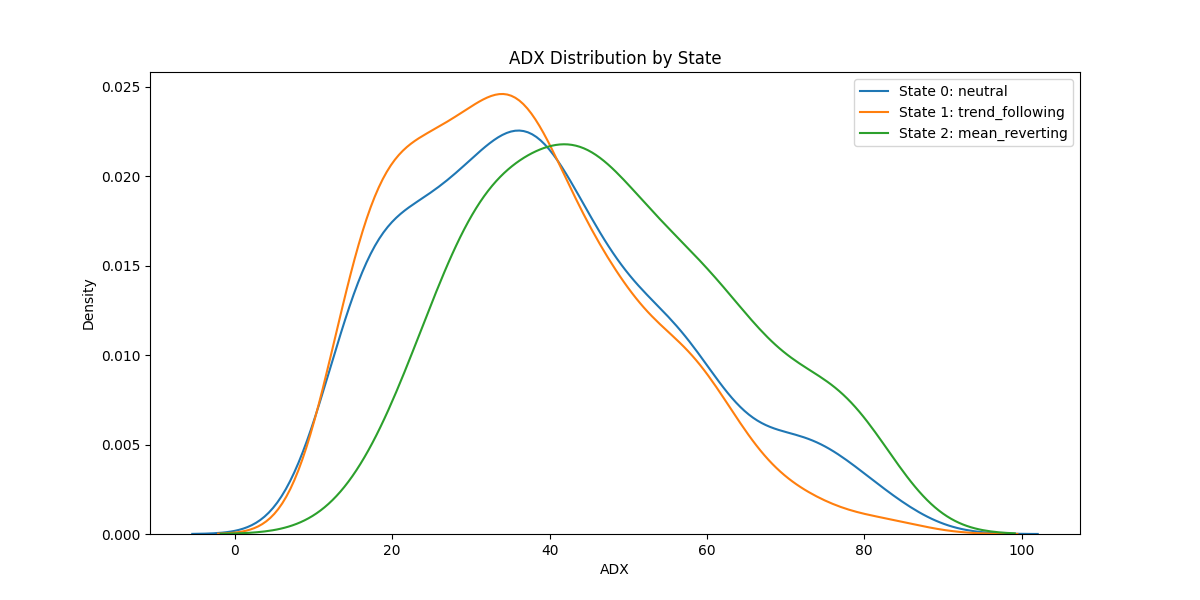 ADX Distribution by State
State 0: neutral
State 1: trend_following
State 2: mean_reverting
Density
0.025
0.020
0.015
0.010
0.005
0.000
0 20 40 60 80 100
ADX